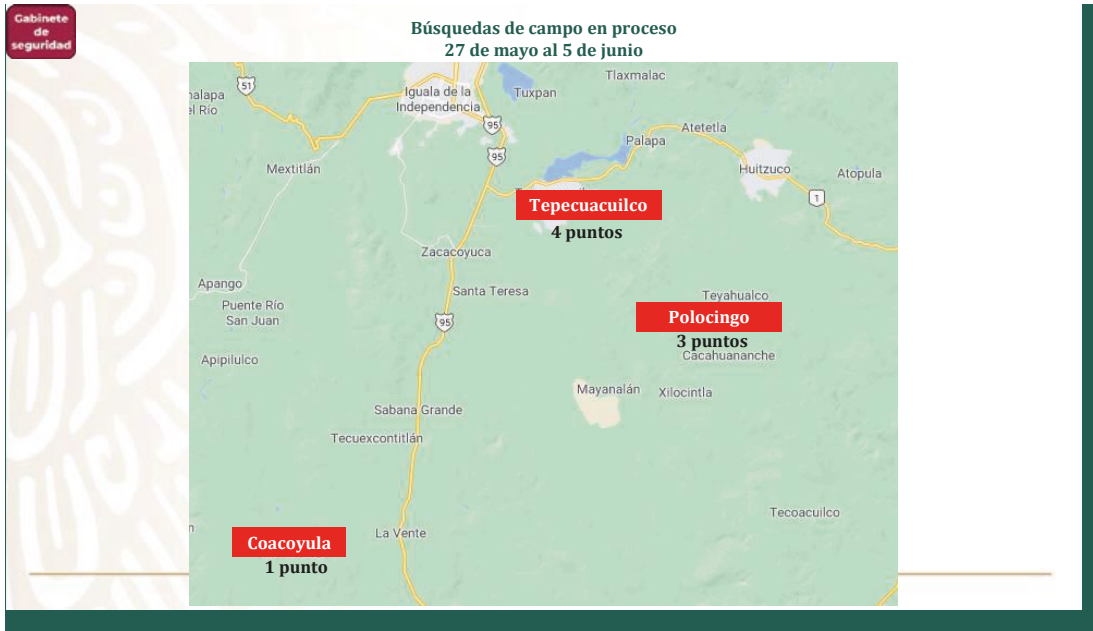 Gabinete
de
seguridad
Búsquedas de campo en proceso
27 de mayo al 5 de junio
51
Tlaxmalac
Iguala de la
Independencia
Tuxpan
nalapa
el Río
95
Atetetla
Palapa
95
Mextitlán
Huitzuco
Atopula
1
Tepecuacuilco
4 puntos
Zacacoyuca
Apango
Santa Teresa
Teyahualco
Puente Río
San Juan
Polocingo
95
3 puntos
Cacahuananche
Apipilulco
Mayanalán
Xilocintla
Sabana Grande
Tecuexcontitlán
Tecoacuilco
n
La Vente
Coacoyula
1 punto